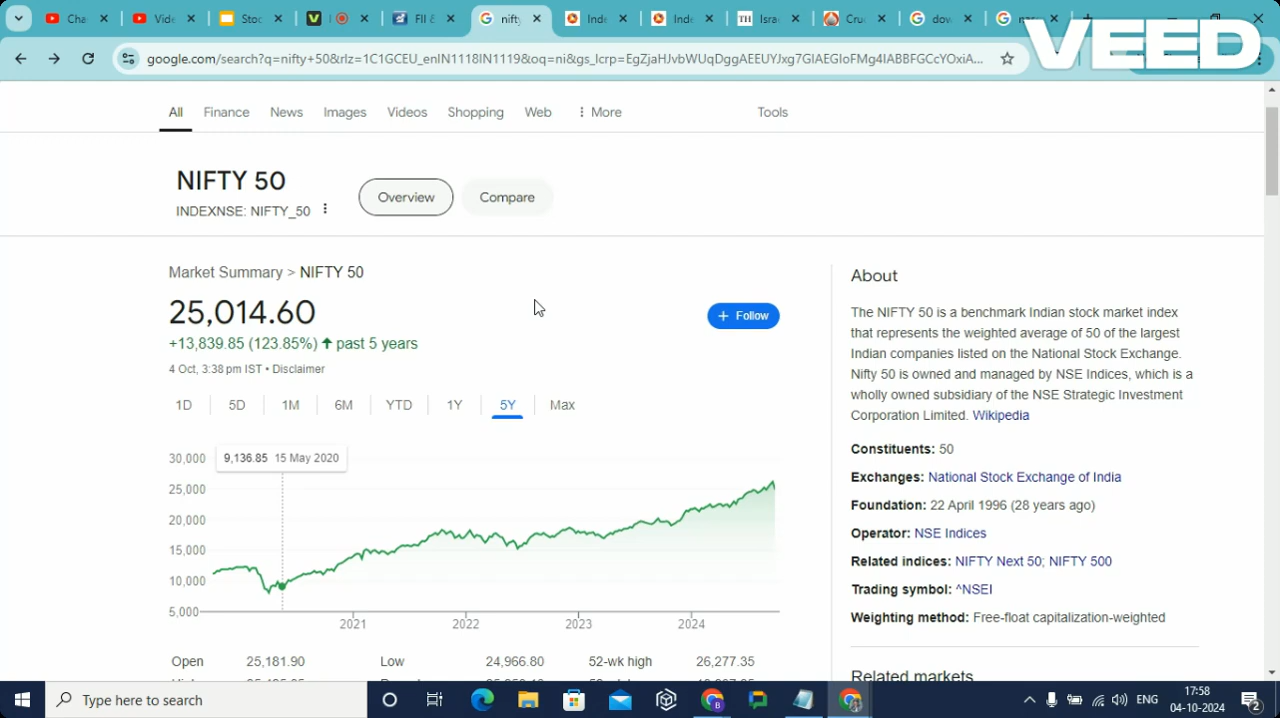 Cha
Vide
Stoc
FII &
nifty
Inde
Inde
Isra
Cru
VEED
google.com/search?q=nifty+50&rlz=1C1GCEU_enIN1118IN1119&oq=ni&gs_lcrp=EgZjaHJvbWUqDggAEEUYJxg7GIAEGIoFMg4IABBFGCcYOxiA...
All Finance News Images Videos Shopping Web More Tools
NIFTY 50
INDEXNSE: NIFTY_50
Overview
Compare
Market Summary > NIFTY 50
25,014.60
+ Follow
+13,839.85 (123.85%) ↑ past 5 years
4 Oct, 3:38 pm IST • Disclaimer
1D 5D 1M 6M YTD 1Y 5Y Max
9,136.85 15 May 2020
30,000
25,000
20,000
15,000
10,000
5,000
2021 2022 2023 2024
Open 25,181.90 Low 24,966.80 52-wk high 26,277.35
About
The NIFTY 50 is a benchmark Indian stock market index
that represents the weighted average of 50 of the largest
Indian companies listed on the National Stock Exchange.
Nifty 50 is owned and managed by NSE Indices, which is a
wholly owned subsidiary of the NSE Strategic Investment
Corporation Limited. Wikipedia
Constituents: 50
Exchanges: National Stock Exchange of India
Foundation: 22 April 1996 (28 years ago)
Operator: NSE Indices
Related indices: NIFTY Next 50; NIFTY 500
Trading symbol: ^NSEI
Weighting method: Free-float capitalization-weighted
Related markets
Type here to search
ENG
17:58
04-10-2024
2